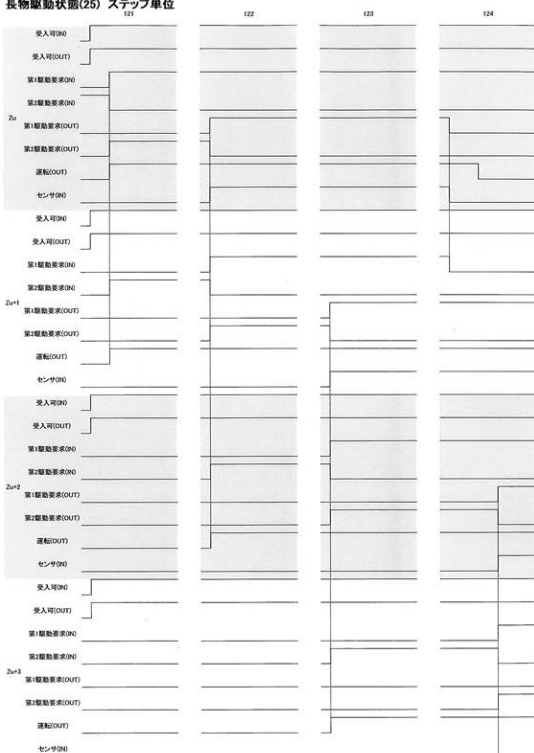 長物駆動状態(25) ステップ単位
121 122 123 124
Zu
受入可(IN)
受入可(OUT)
第1駆動要求(IN)
第2駆動要求(IN)
第1駆動要求(OUT)
第2駆動要求(OUT)
運転(OUT)
センサ(IN)
Zu+1
受入可(IN)
受入可(OUT)
第1駆動要求(IN)
第2駆動要求(IN)
第1駆動要求(OUT)
第2駆動要求(OUT)
運転(OUT)
センサ(IN)
Zu+2
受入可(IN)
受入可(OUT)
第1駆動要求(IN)
第2駆動要求(IN)
第1駆動要求(OUT)
第2駆動要求(OUT)
運転(OUT)
センサ(IN)
Zu+3
受入可(IN)
受入可(OUT)
第1駆動要求(IN)
第2駆動要求(IN)
第1駆動要求(OUT)
第2駆動要求(OUT)
運転(OUT)
センサ(IN)